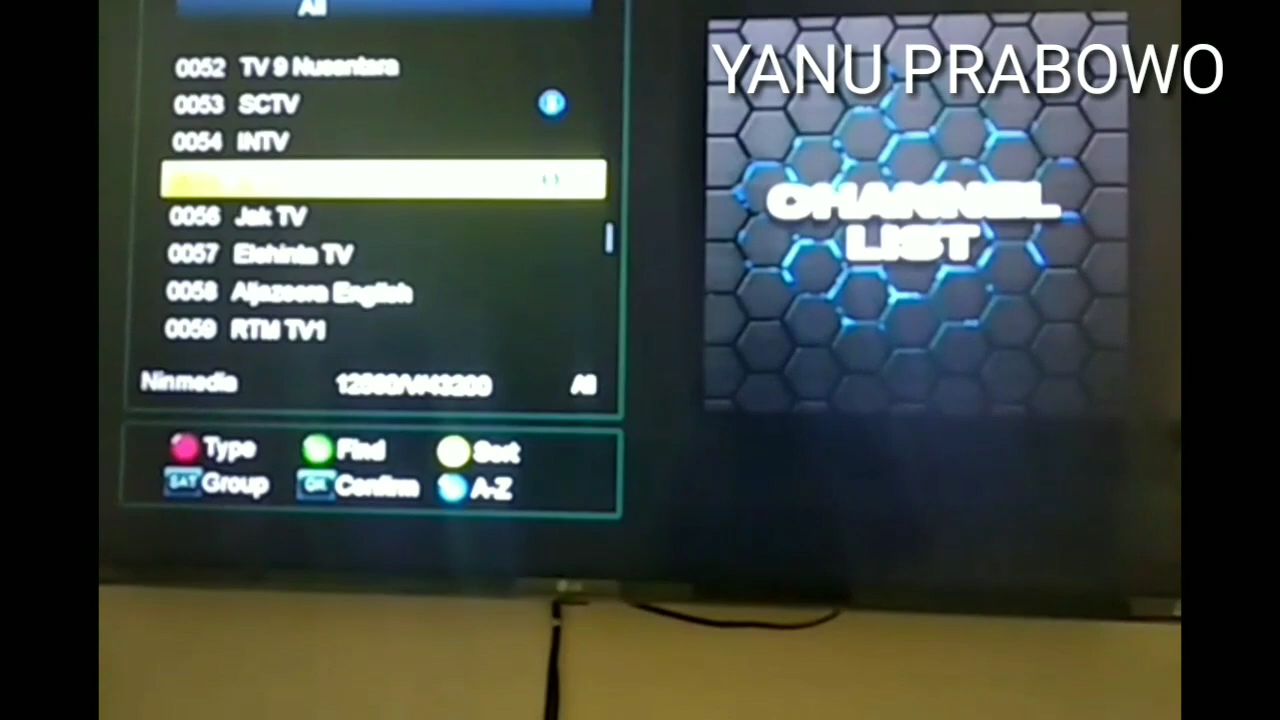 All
YANU PRABOWO
0052 TV 9 Nusantara
0053 SCTV
0054 INTV
0056 Jak TV
0057 Elshinta TV
0058 Aljazeera English
0059 RTM TV1
Ninmedia All
CHANNEL
LIST
Type Find Sort
SAT Group OK Confirm A-Z